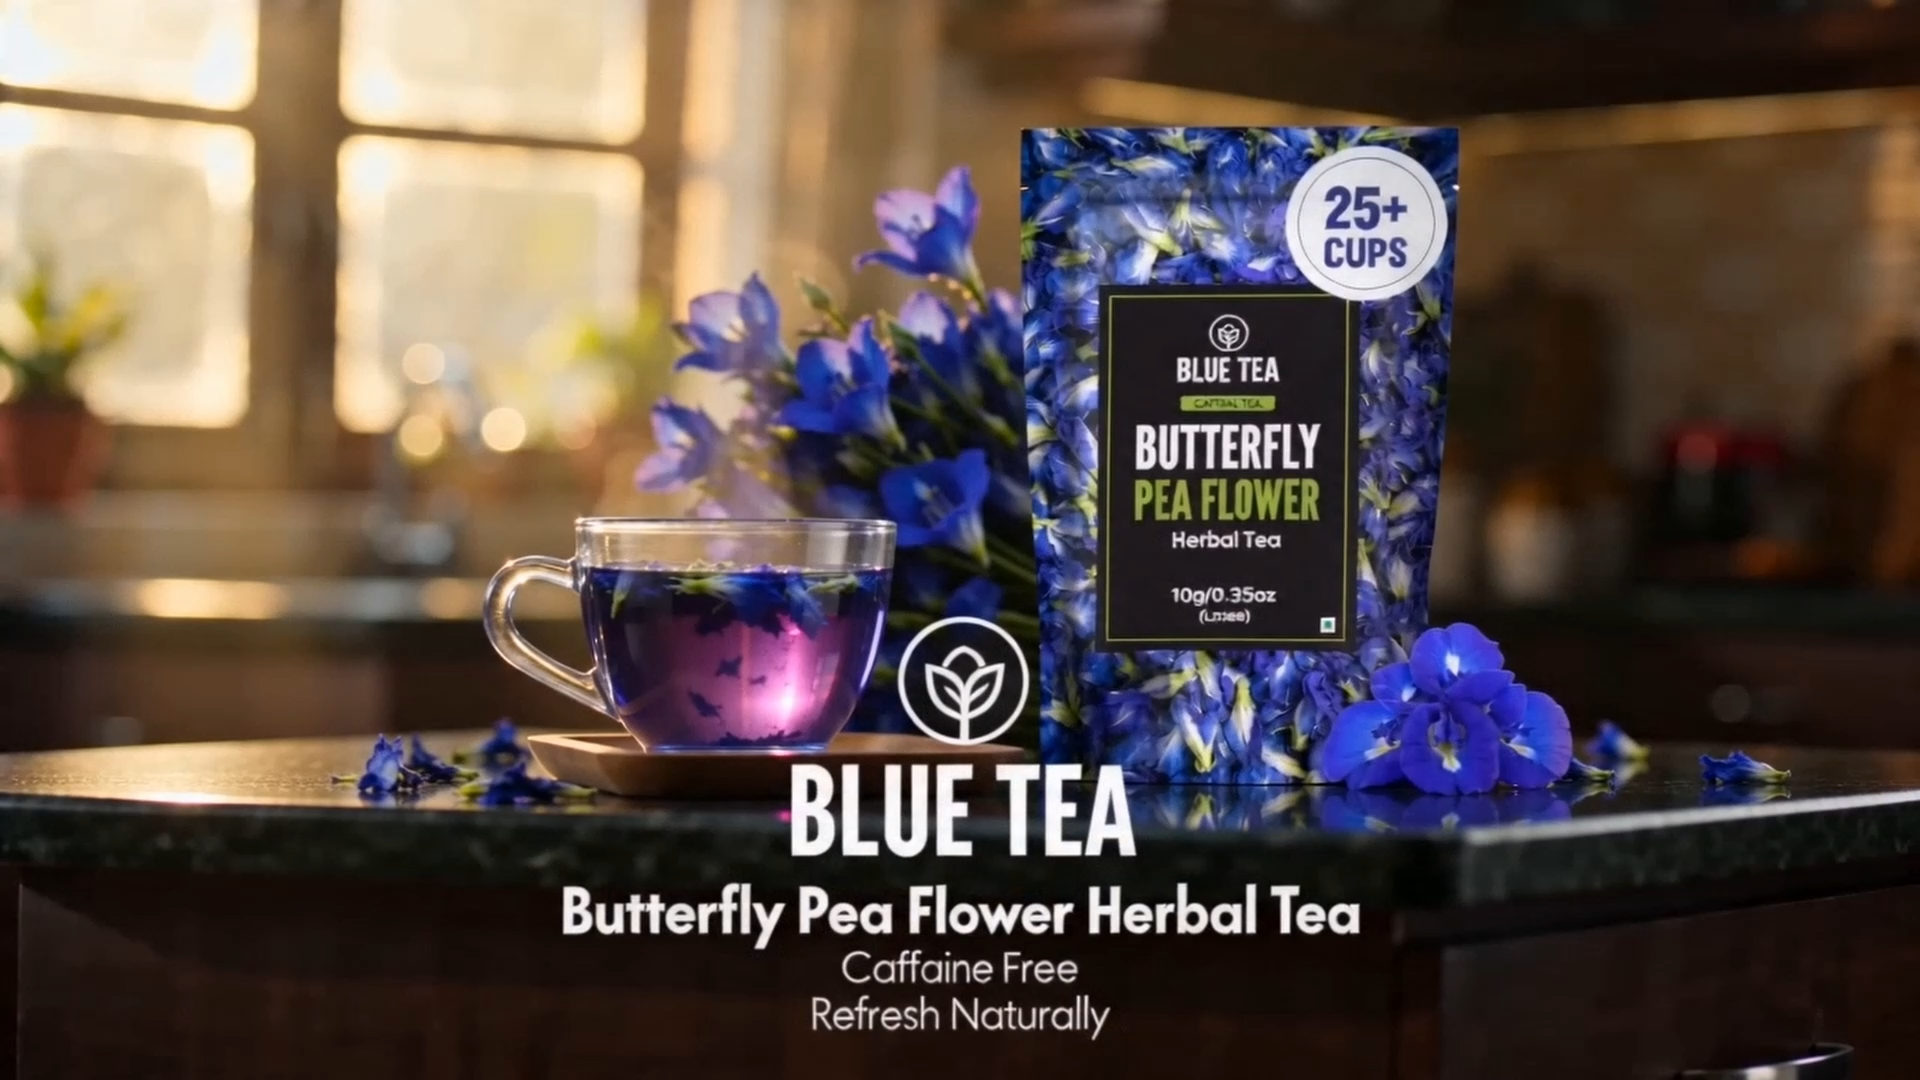 25+
CUPS
BLUE TEA
BUTTERFLY
PEA FLOWER
Herbal Tea
10g/0.35oz
BLUE TEA
Butterfly Pea Flower Herbal Tea
Caffaine Free
Refresh Naturally